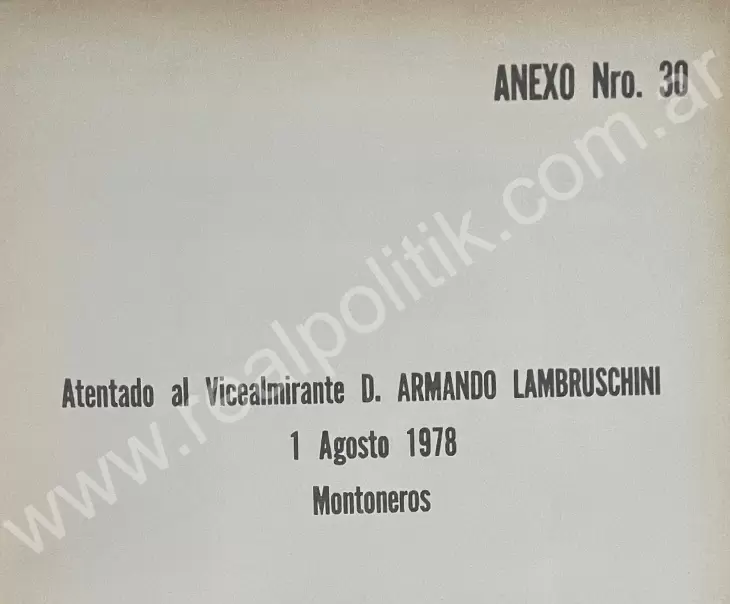 ANEXO Nro. 30
www.realpolitik.com.ar
Atentado al Vicealmirante D. ARMANDO LAMBRUSCHINI
1 Agosto 1978
Montoneros